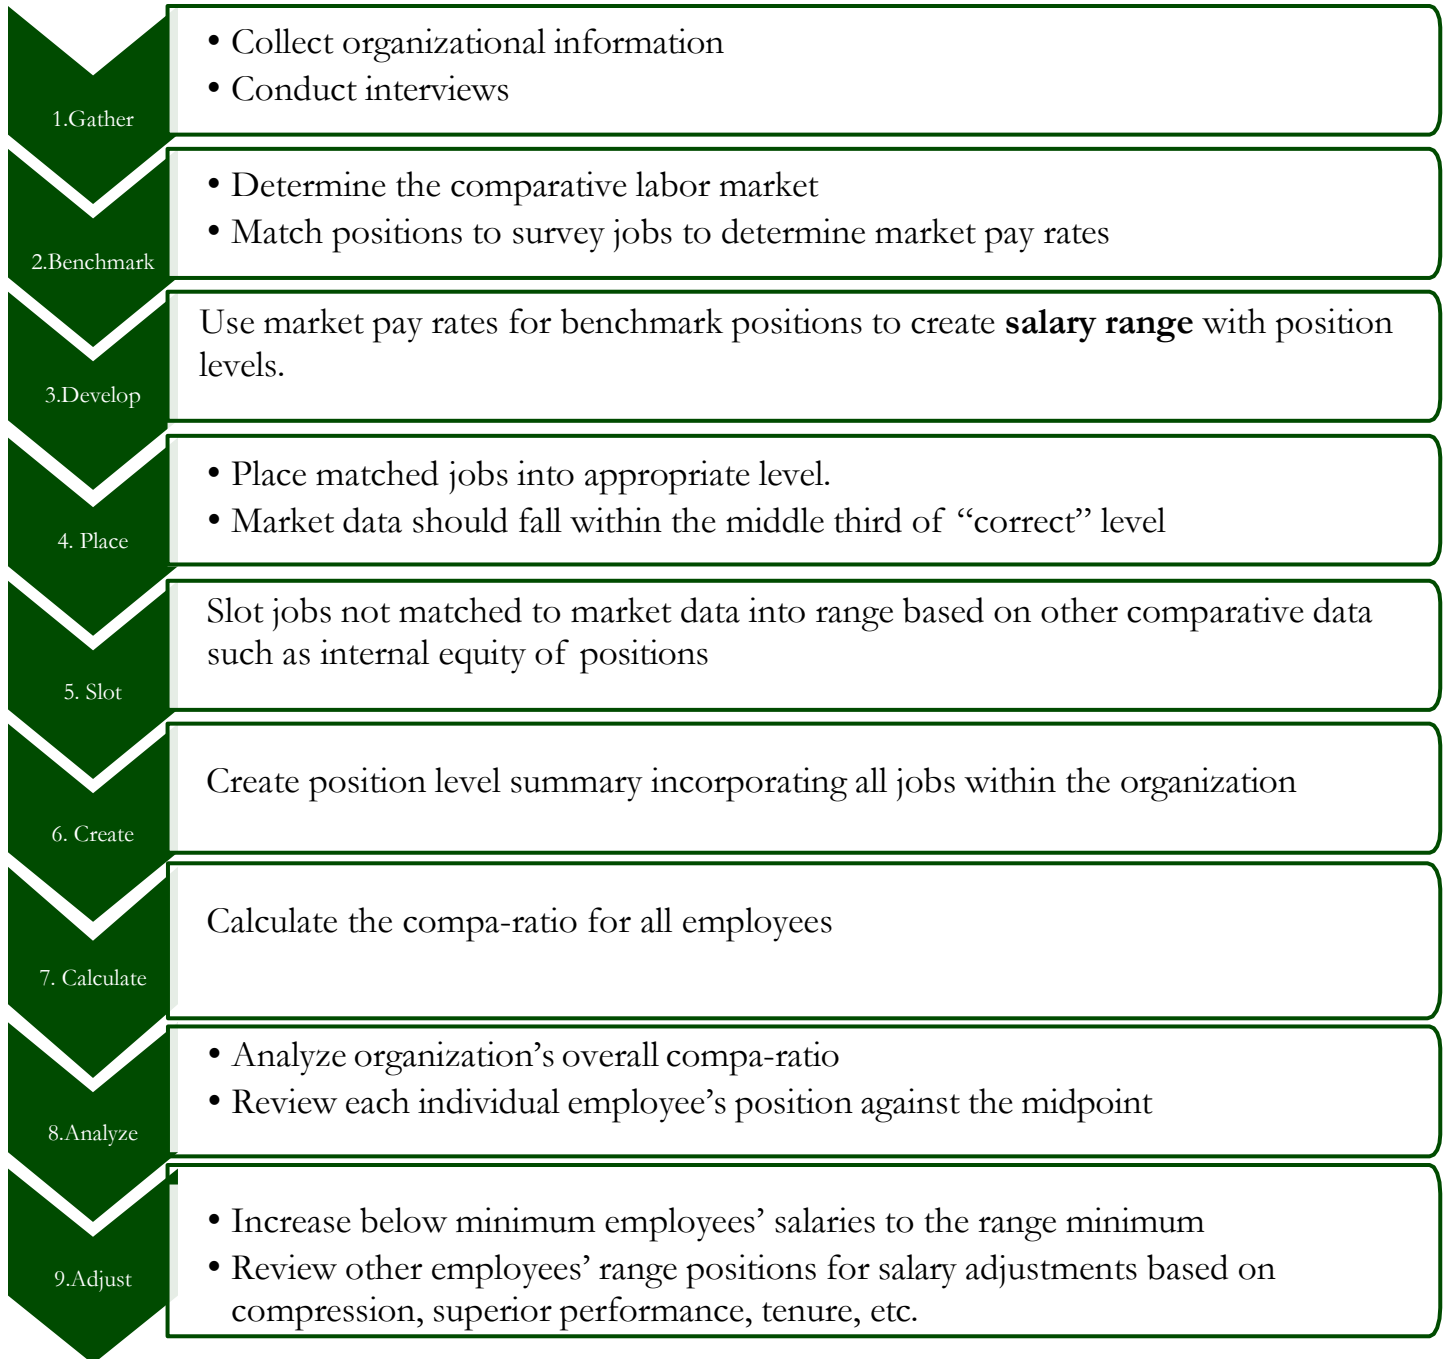 • Collect organizational information
• Conduct interviews
1.Gather
• Determine the comparative labor market
• Match positions to survey jobs to determine market pay rates
2.Benchmark
Use market pay rates for benchmark positions to create salary range with position
levels.
3.Develop
• Place matched jobs into appropriate level.
• Market data should fall within the middle third of “correct” level
4. Place
Slot jobs not matched to market data into range based on other comparative data
such as internal equity of positions
5. Slot
Create position level summary incorporating all jobs within the organization
6. Create
Calculate the compa-ratio for all employees
7. Calculate
• Analyze organization’s overall compa-ratio
• Review each individual employee’s position against the midpoint
8.Analyze
• Increase below minimum employees’ salaries to the range minimum
• Review other employees’ range positions for salary adjustments based on
compression, superior performance, tenure, etc.
9.Adjust